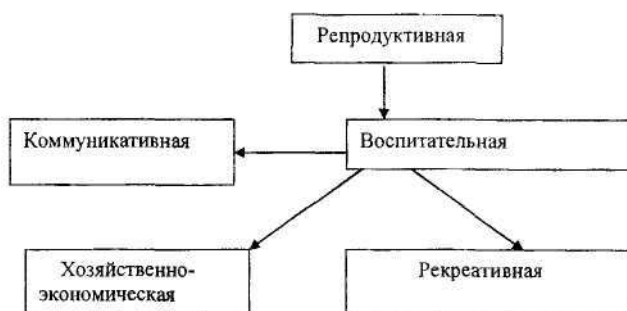 Репродуктивная
Коммуникативная
Воспитательная
Хозяйственно-
экономическая
Рекреативная